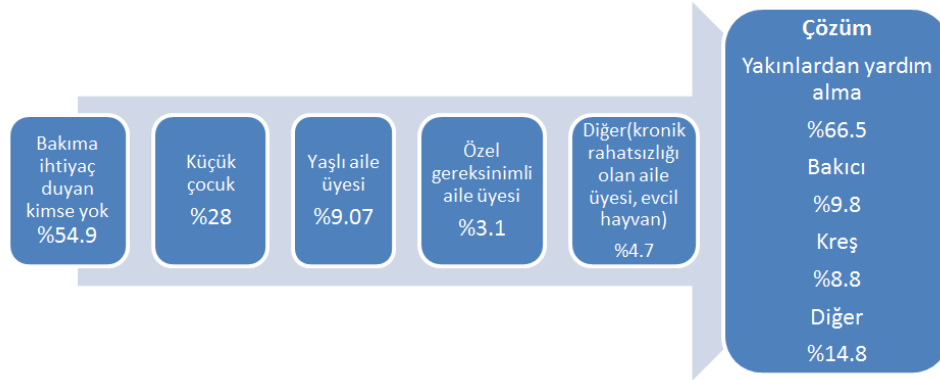 Bakıma
ihtiyaç
duyan
kimse yok
%54.9
Küçük
çocuk
%28
Yaşlı aile
üyesi
%9.07
Özel
gereksinimli
aile üyesi
%3.1
Diğer(kronik
rahatsızlığı
olan aile
üyesi, evcil
hayvan)
%4.7
Çözüm
Yakınlardan yardım
alma
%66.5
Bakıcı
%9.8
Kreş
%8.8
Diğer
%14.8